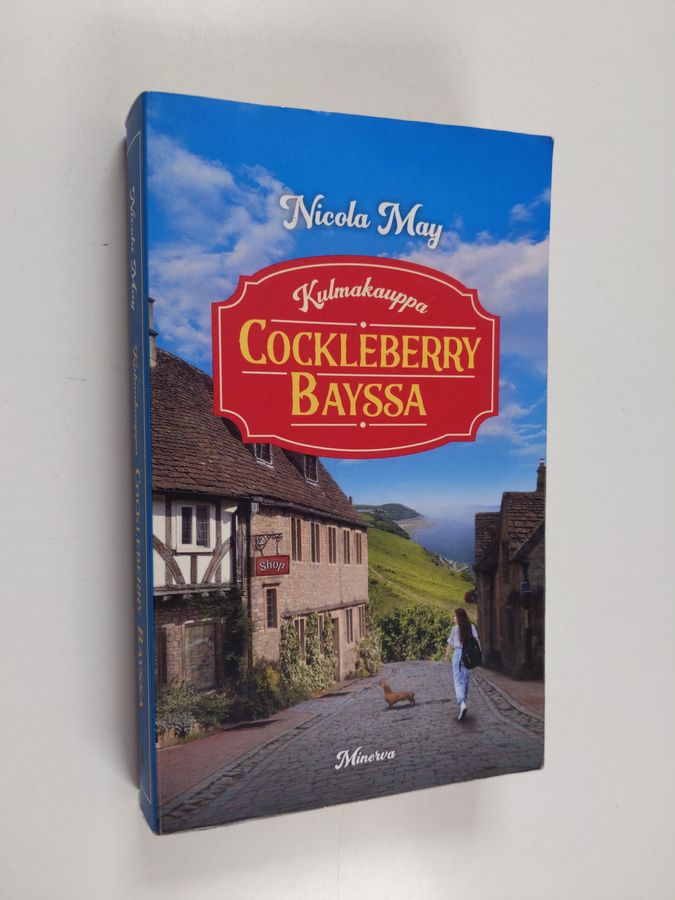 Nicola May
Kulmakauppa
COCKLEBERRY
BAYSSA
Shop
Minerva
Nicola May Kulmakauppa COCKLEBERRY BAYSSA